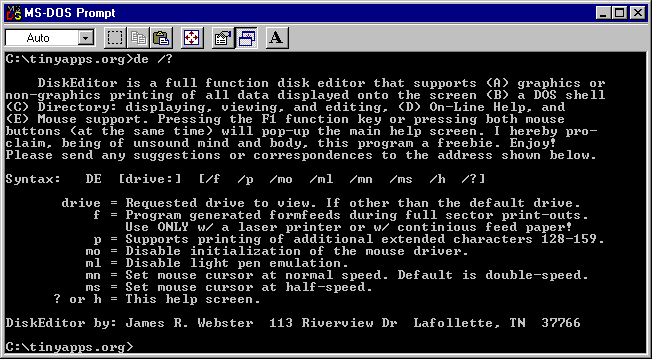 MS-DOS Prompt
Auto
A
C:\tinyapps.org>de /?
DiskEditor is a full function disk editor that supports (A) graphics or
non-graphics printing of all data displayed onto the screen (B) a DOS shell
(C) Directory: displaying, viewing, and editing, (D) On-Line Help, and
(E) Mouse support. Pressing the F1 function key or pressing both mouse
buttons (at the same time) will pop-up the main help screen. I hereby pro-
claim, being of unsound mind and body, this program a freebie. Enjoy!
Please send any suggestions or correspondences to the address shown below.
Syntax: DE [drive:] [/f /p /mo /ml /mn /ms /h /?]
drive = Requested drive to view. If other than the default drive.
f = Program generated formfeeds during full sector print-outs.
Use ONLY w/ a laser printer or w/ continious feed paper!
p = Supports printing of additional extended characters 128-159.
mo = Disable initialization of the mouse driver.
ml = Disable light pen emulation.
mn = Set mouse cursor at normal speed. Default is double-speed.
ms = Set mouse cursor at half-speed.
? or h = This help screen.
DiskEditor by: James R. Webster 113 Riverview Dr Lafollette, TN 37766
C:\tinyapps.org>